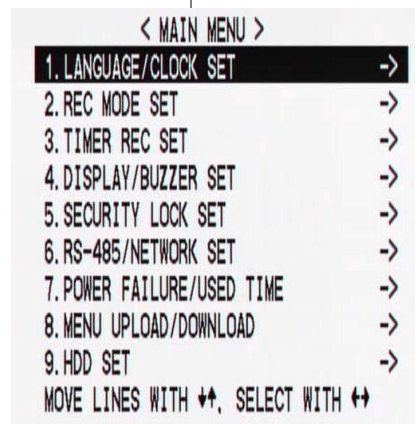 < MAIN MENU >
1.LANGUAGE/CLOCK SET ->
2.REC MODE SET ->
3.TIMER REC SET ->
4.DISPLAY/BUZZER SET ->
5.SECURITY LOCK SET ->
6.RS-485/NETWORK SET ->
7.POWER FAILURE/USED TIME ->
8.MENU UPLOAD/DOWNLOAD ->
9.HDD SET ->
MOVE LINES WITH ↓↑, SELECT WITH ←→